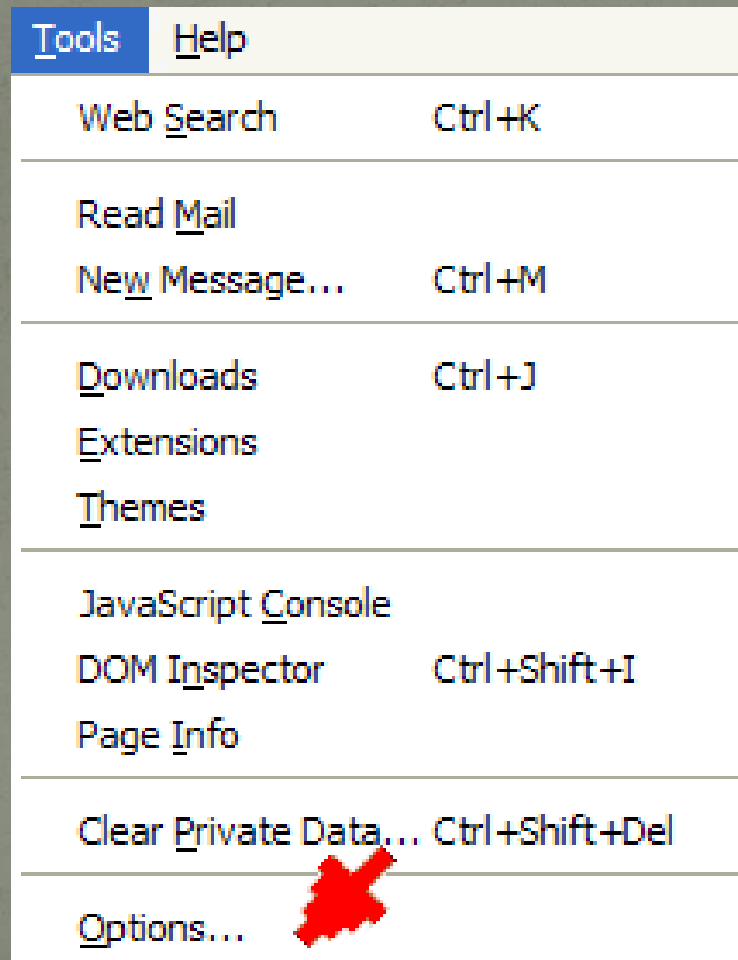 Tools Help
Web Search Ctrl+K
Read Mail
New Message... Ctrl+M
Downloads Ctrl+J
Extensions
Themes
JavaScript Console
DOM Inspector Ctrl+Shift+I
Page Info
Clear Private Data... Ctrl+Shift+Del
Options...